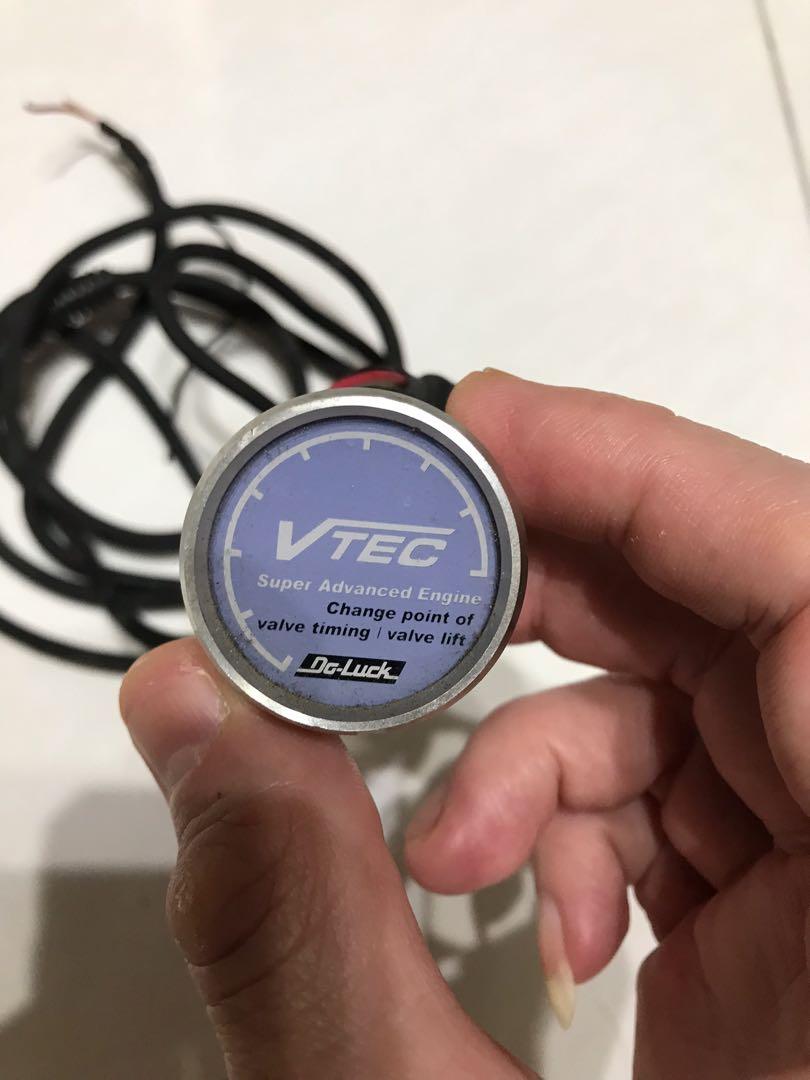 VTEC
Super Advanced Engine
Change point of
valve timing / valve lift
Do-Luck